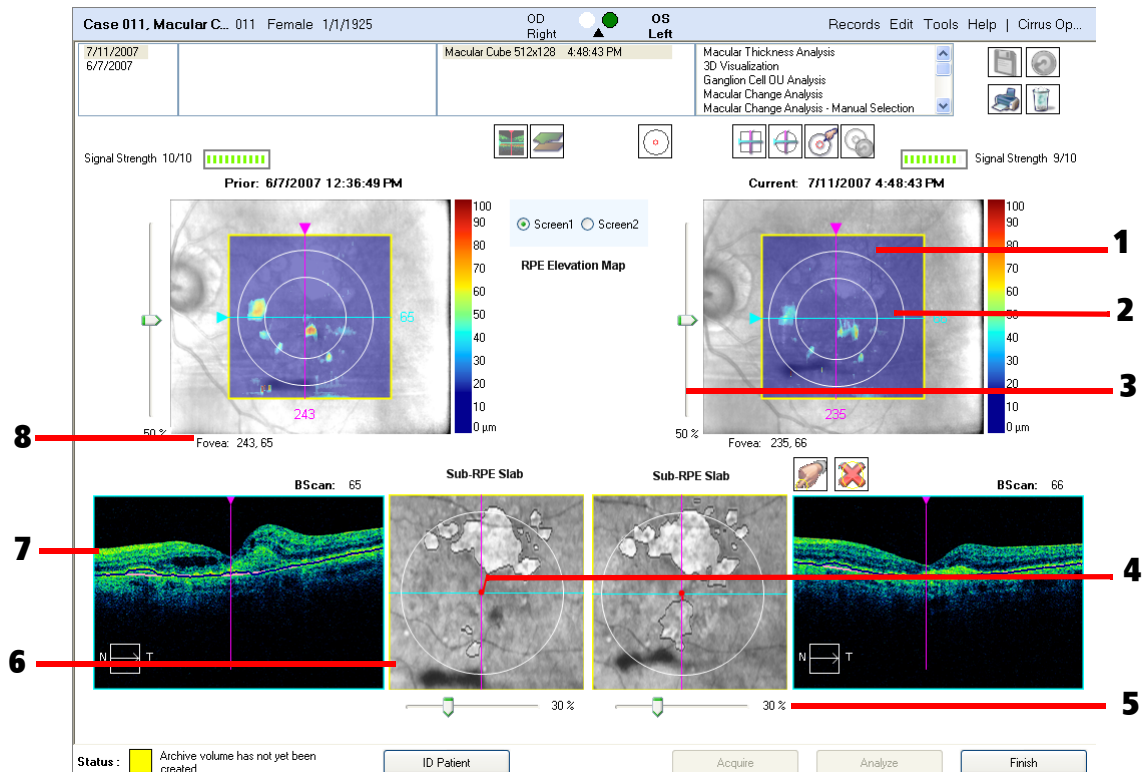 Case 011, Macular C... 011 Female 1/1/1925
OD
Right
OS
Left
Records Edit Tools Help | Cirrus Op...
7/11/2007
6/7/2007
Macular Cube 512x128 4:48:43 PM
Macular Thickness Analysis
3D Visualization
Ganglion Cell OU Analysis
Macular Change Analysis
Macular Change Analysis - Manual Selection
Signal Strength 10/10
Signal Strength 9/10
Prior: 6/7/2007 12:36:49 PM
Current: 7/11/2007 4:48:43 PM
Screen1 Screen2
RPE Elevation Map
100
90
80
70
60
50
40
30
20
10
0 µm
65
243
50 %
Fovea: 243, 65
100
90
80
70
60
50
40
30
20
10
0 µm
235
50 %
Fovea: 235, 66
1
2
3
8
BScan: 65
Sub-RPE Slab
Sub-RPE Slab
BScan: 66
7
4
N T
N T
6
30 %
30 %
5
Status :
Archive volume has not yet been
created
ID Patient
Acquire
Analyze
Finish